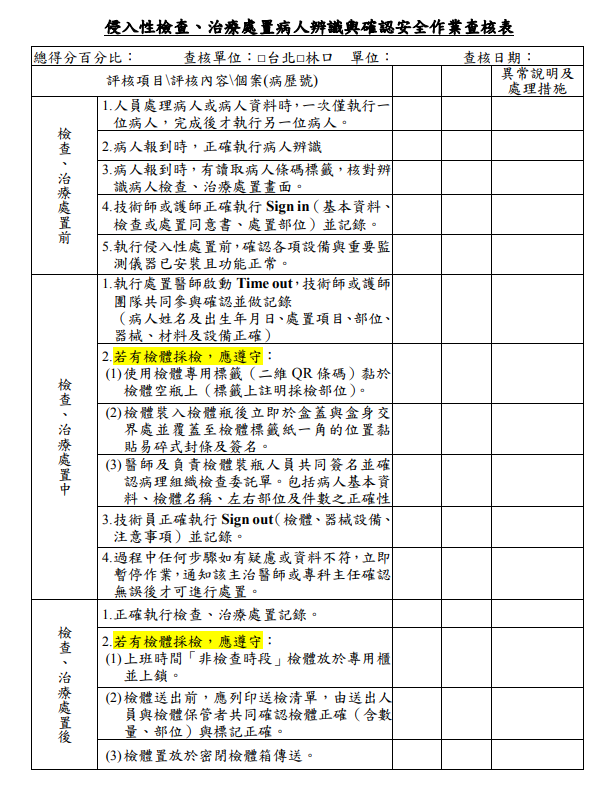 侵入性檢查、治療處置病人辨識與確認安全作業查核表
總得分百分比： 查核單位：□台北□林口 單位： 查核日期：
評核項目\評核內容\個案(病歷號)
異常說明及
處理措施
檢查、治療處置前
1.人員處理病人或病人資料時，一次僅執行一
位病人，完成後才執行另一位病人。
2.病人報到時，正確執行病人辨識
3.病人報到時，有讀取病人條碼標籤，核對辨
識病人檢查、治療處置畫面。
4.技術師或護師正確執行 Sign in（基本資料、
檢查或處置同意書、處置部位）並記錄。
5.執行侵入性處置前，確認各項設備與重要監
測儀器已安裝且功能正常。
檢查、治療處置中
1.執行處置醫師啟動 Time out，技術師或護師
團隊共同參與確認並做記錄
（病人姓名及出生年月日、處置項目、部位、
器械、材料及設備正確）
2.若有檢體採檢，應遵守：
(1)使用檢體專用標籤（二維 QR 條碼）黏於
檢體空瓶上（標籤上註明採檢部位）。
(2)檢體裝入檢體瓶後立即於盒蓋與盒身交
界處並覆蓋至檢體標籤紙一角的位置黏
貼易碎式封條及簽名。
(3)醫師及負責檢體裝瓶人員共同簽名並確
認病理組織檢查委託單。包括病人基本資
料、檢體名稱、左右部位及件數之正確性
3.技術員正確執行 Sign out（檢體、器械設備、
注意事項）並記錄。
4.過程中任何步驟如有疑慮或資料不符，立即
暫停作業，通知該主治醫師或專科主任確認
無誤後才可進行處置。
檢查、治療處置後
1.正確執行檢查、治療處置記錄。
2.若有檢體採檢，應遵守：
(1)上班時間「非檢查時段」檢體放於專用櫃
並上鎖。
(2)檢體送出前，應列印送檢清單，由送出人
員與檢體保管者共同確認檢體正確（含數
量、部位）與標記正確。
(3)檢體置放於密閉檢體箱傳送。